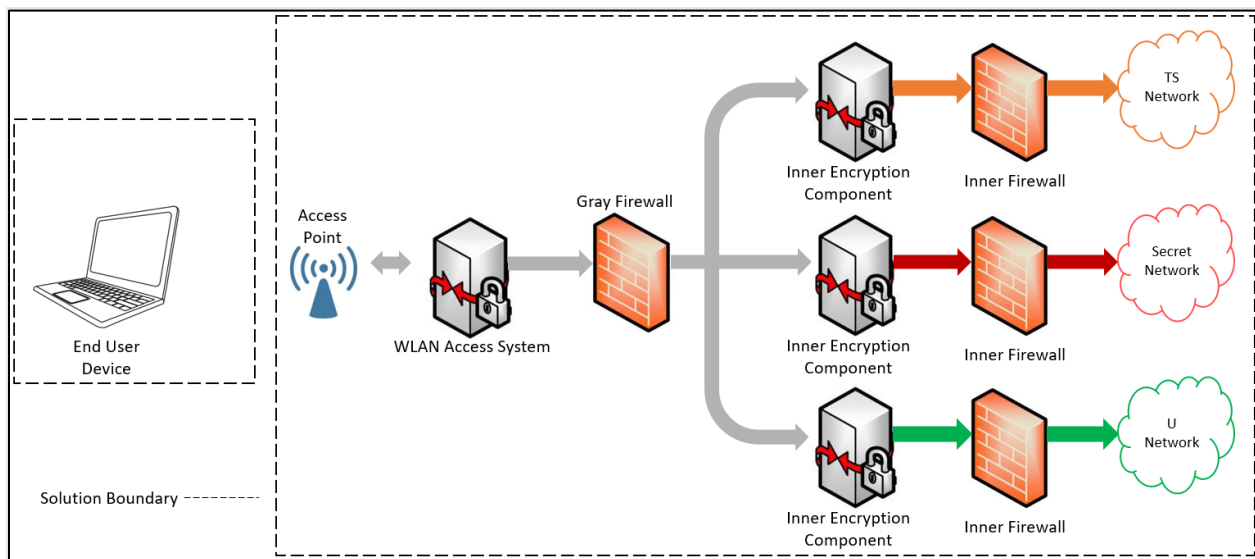 TS
Network
Inner Encryption
Component
Inner Firewall
Gray Firewall
Access
Point
Secret
Network
WLAN Access System
End User
Device
Inner Encryption
Component
Inner Firewall
U
Network
Solution Boundary
Inner Encryption
Component
Inner Firewall